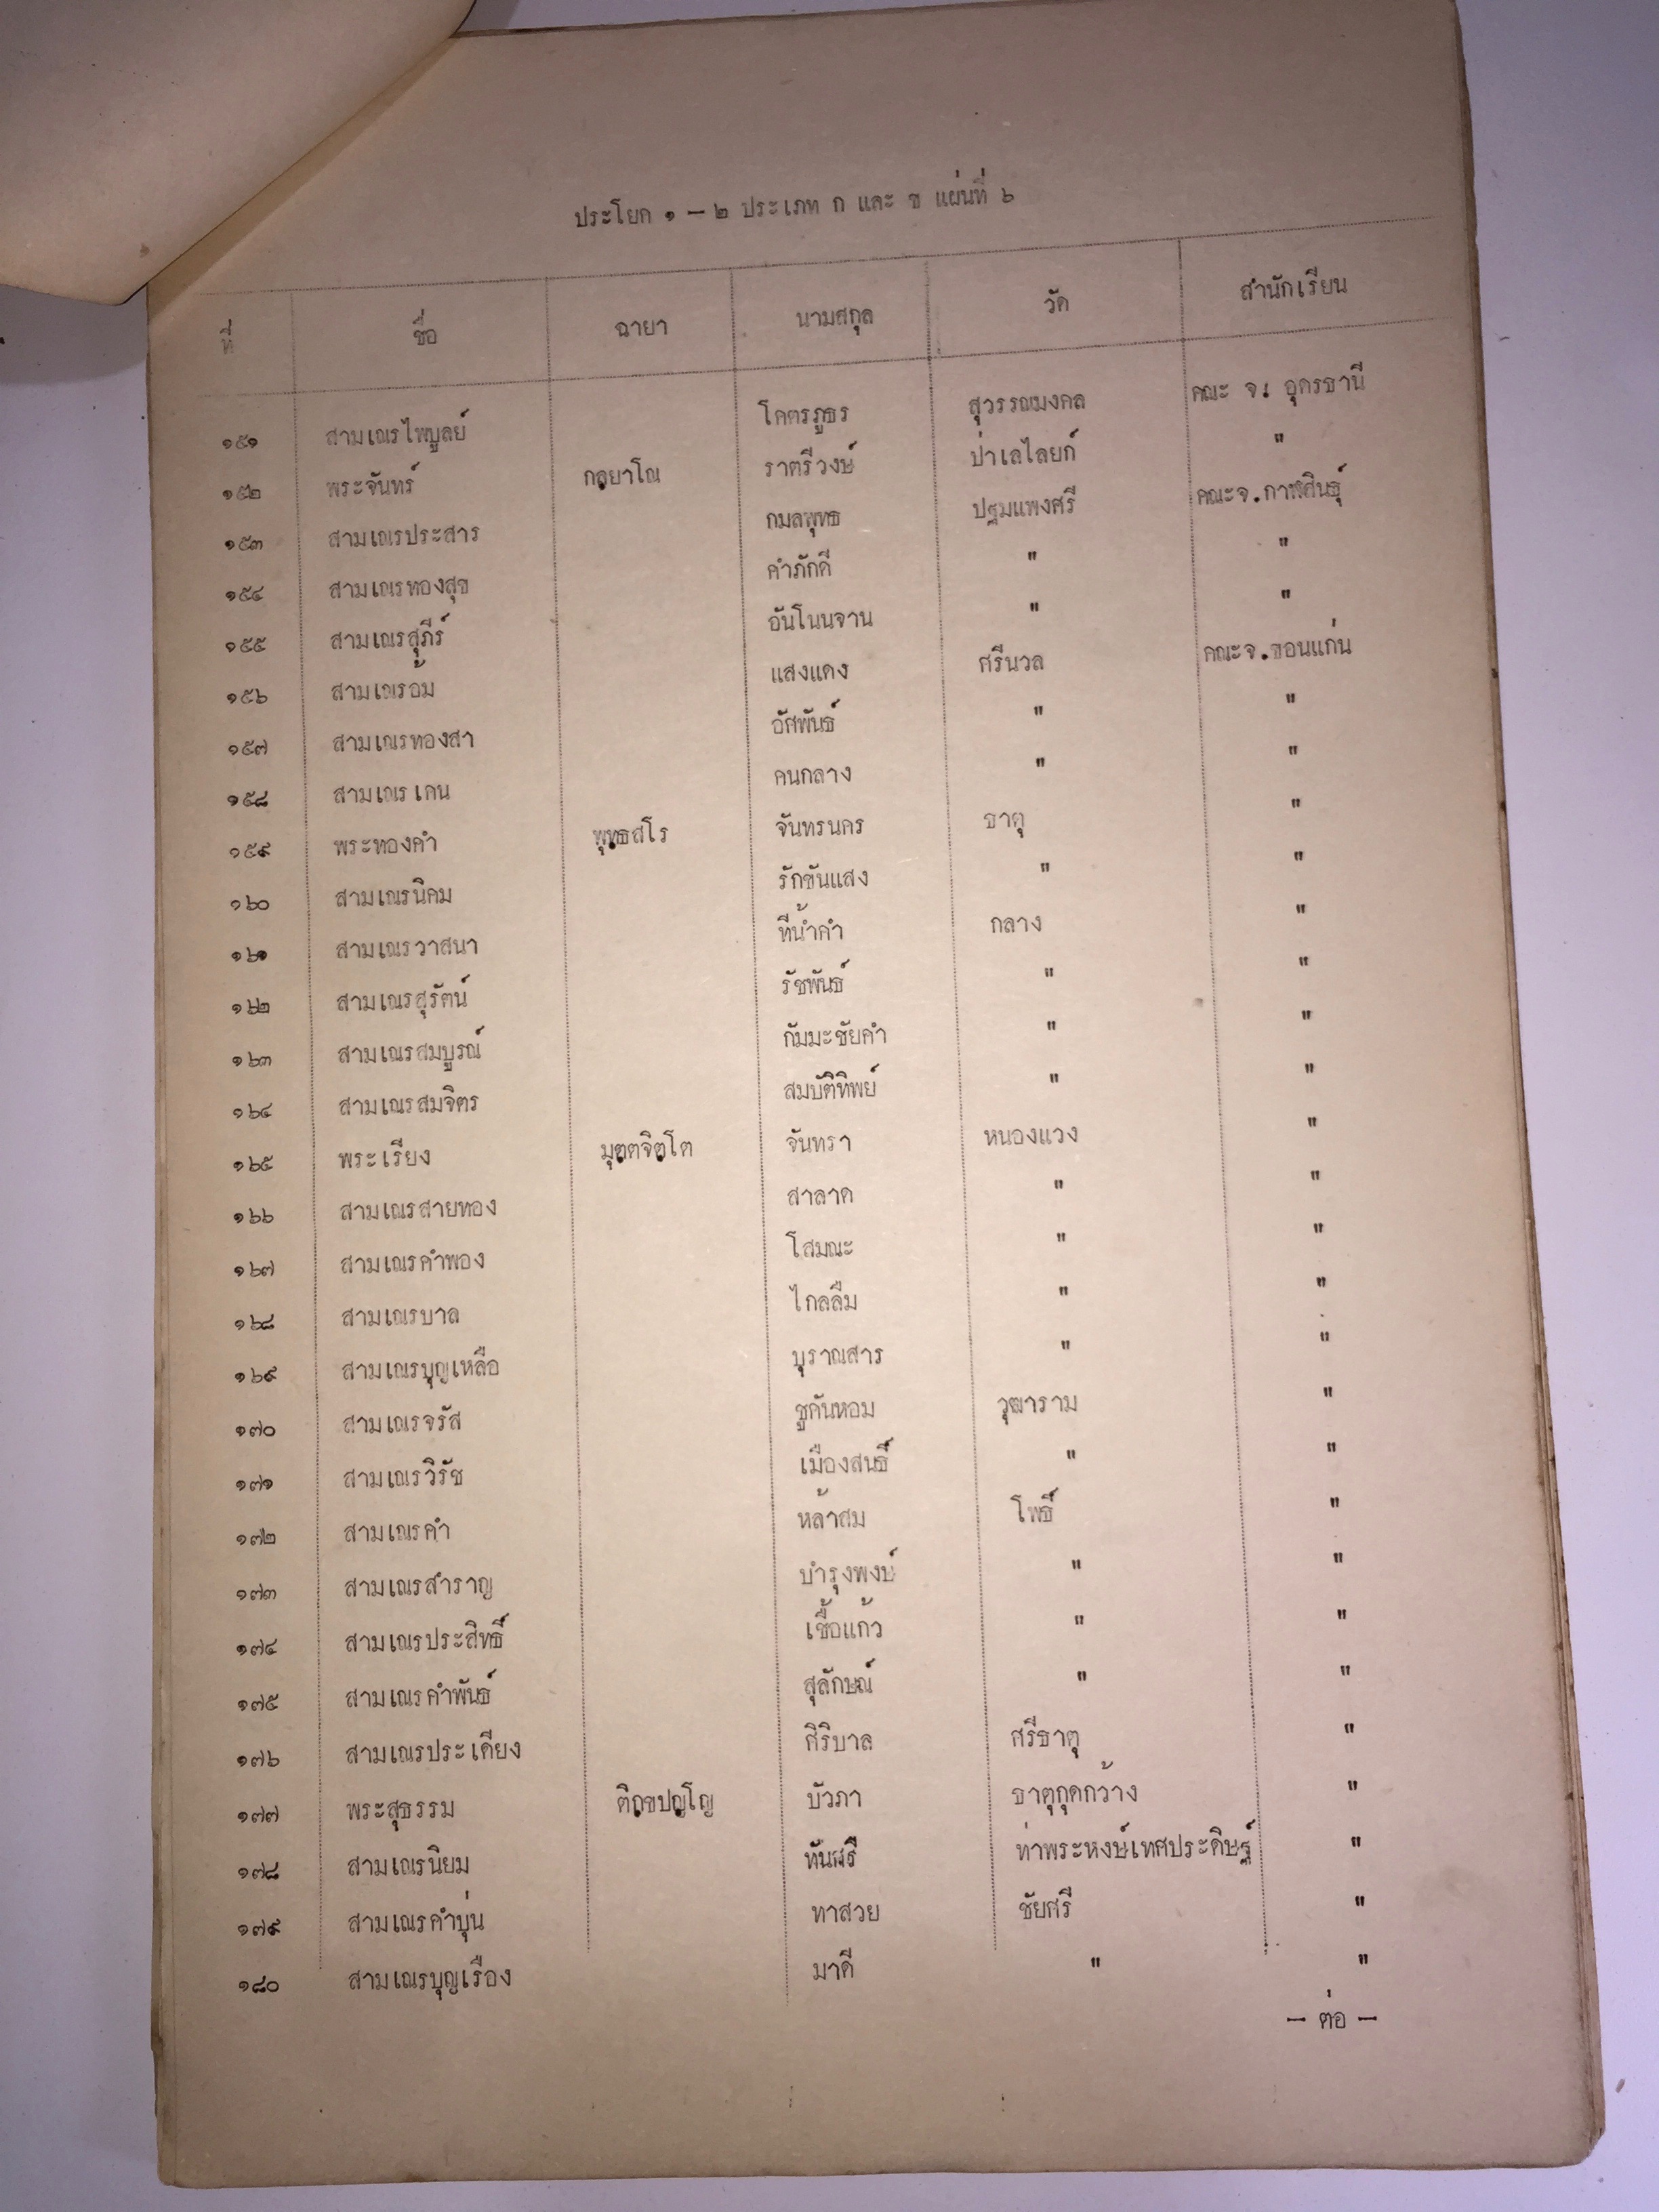 ประโยค ๑ – ๒ ประเภท ก และ ข แผ่นที่ ๖
ที่ ชื่อ ฉายา นามสกุล วัด สำนักเรียน
๑๕๑ สามเณรไพบูลย์ โคตรภูธร สุวรรณมงคล คณะ จ. อุดรธานี
๑๕๒ พระจันทร์ กลฺยาโณ ราตรีวงษ์ ป่าเลไลยก์ "
๑๕๓ สามเณรประสาร กมลพุทธ ปฐมแพงศรี คณะจ.กาฬสินธุ์
๑๕๔ สามเณรทองสุข คำภักดี " "
๑๕๕ สามเณรสุภีร์ อันโนนจาน " "
๑๕๖ สามเณรอ้ม แสงแดง ศรีนวล คณะจ.ขอนแก่น
๑๕๗ สามเณรทองสา อัศพันธ์ " "
๑๕๘ สามเณรเคน คนกลาง " "
๑๕๙ พระทองคำ พุทฺธสโร จันทรนคร ธาตุ "
๑๖๐ สามเณรนิคม รักขันแสง " "
๑๖๑ สามเณรวาสนา ทีน้ำคำ กลาง "
๑๖๒ สามเณรสุรัตน์ รัชพันธ์ " "
๑๖๓ สามเณรสมบูรณ์ กัมมะชัยคำ " "
๑๖๔ สามเณรสมจิตร สมบัติทิพย์ " "
๑๖๕ พระเรียง มุตฺตจิตฺโต จันทรา หนองแวง "
๑๖๖ สามเณรสายทอง สาลาด " "
๑๖๗ สามเณรคำพอง โสมณะ " "
๑๖๘ สามเณรบาล ไกลลืม " "
๑๖๙ สามเณรบุญเหลือ บุราณสาร " "
๑๗๐ สามเณรจรัส ชูคันหอม วุฒาราม "
๑๗๑ สามเณรวิรัช เมืองสนธิ์ " "
๑๗๒ สามเณรคำ หล้าสม โพธิ์ "
๑๗๓ สามเณรสำราญ บำรุงพงษ์ " "
๑๗๔ สามเณรประสิทธิ์ เชื้อแก้ว " "
๑๗๕ สามเณรคำพันธ์ สุลักษณ์ " "
๑๗๖ สามเณรประเคียง ศิริบาล ศรีธาตุ "
๑๗๗ พระสุธรรม ติกฺขปญฺโญ บัวภา ธาตุกุดกว้าง "
๑๗๘ สามเณรนิยม ทันศรี ท่าพระหงษ์เทศประดิษฐ์ "
๑๗๙ สามเณรคำบุ่น ทาสวย ชัยศรี "
๑๘๐ สามเณรบุญเรือง มาดี " "
– ต่อ –